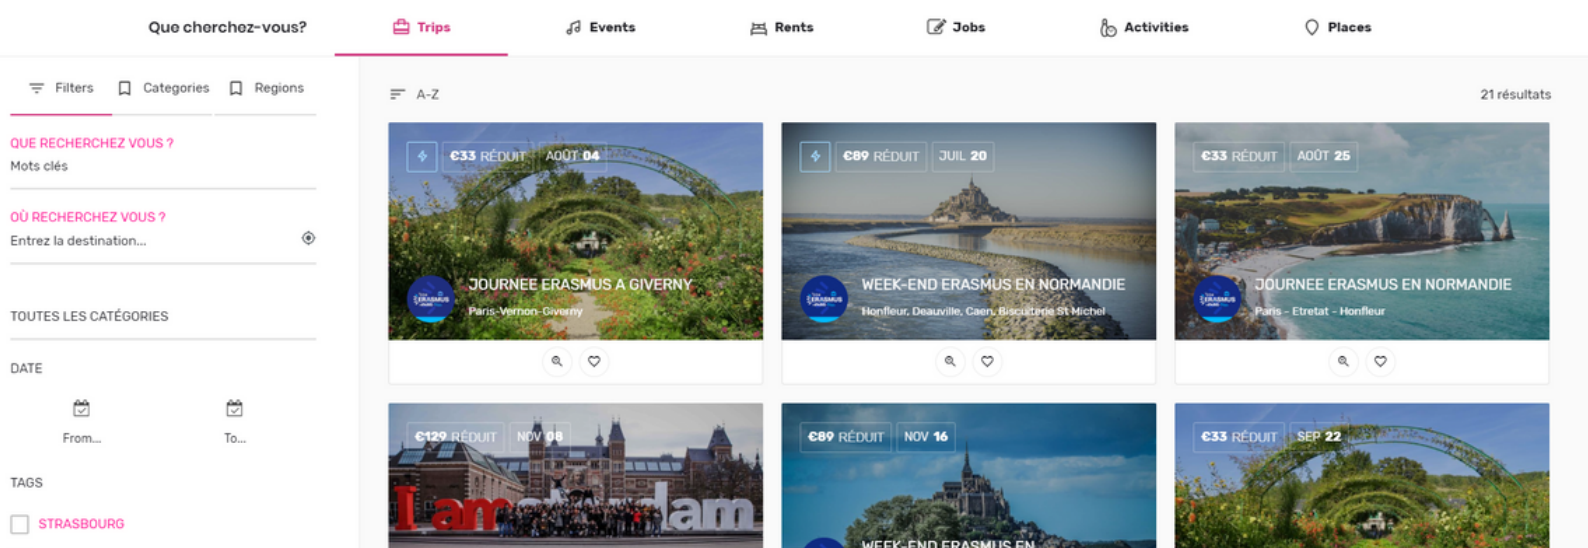 Que cherchez-vous?
Trips
Events
Rents
Jobs
Activities
Places
Filters
Categories
Regions
QUE RECHERCHEZ VOUS ?
Mots clés
OÙ RECHERCHEZ VOUS ?
Entrez la destination...
TOUTES LES CATÉGORIES
DATE
From...
To...
TAGS
STRASBOURG
A-Z
21 résultats
€33 RÉDUIT AOÛT 04
JOURNEE ERASMUS A GIVERNY
Paris-Vernon-Giverny
€89 RÉDUIT JUIL 20
WEEK-END ERASMUS EN NORMANDIE
Honfleur, Deauville, Caen, Biscuiterie St Michel
€33 RÉDUIT AOÛT 25
JOURNEE ERASMUS EN NORMANDIE
Paris - Etretat - Honfleur
€129 RÉDUIT NOV 08
I am
dam
€89 RÉDUIT NOV 16
WEEK-END ERASMUS EN
€33 RÉDUIT SEP 22